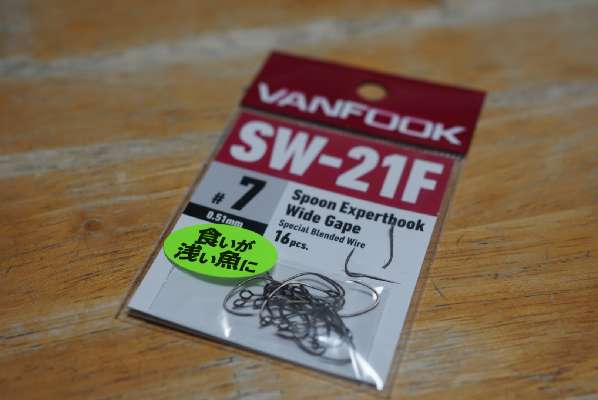 VANFOOK
SW-21F
# 7
0.51mm
Spoon Experthook
Wide Gape
Special Blended Wire
16pcs.
食いが
浅い魚に